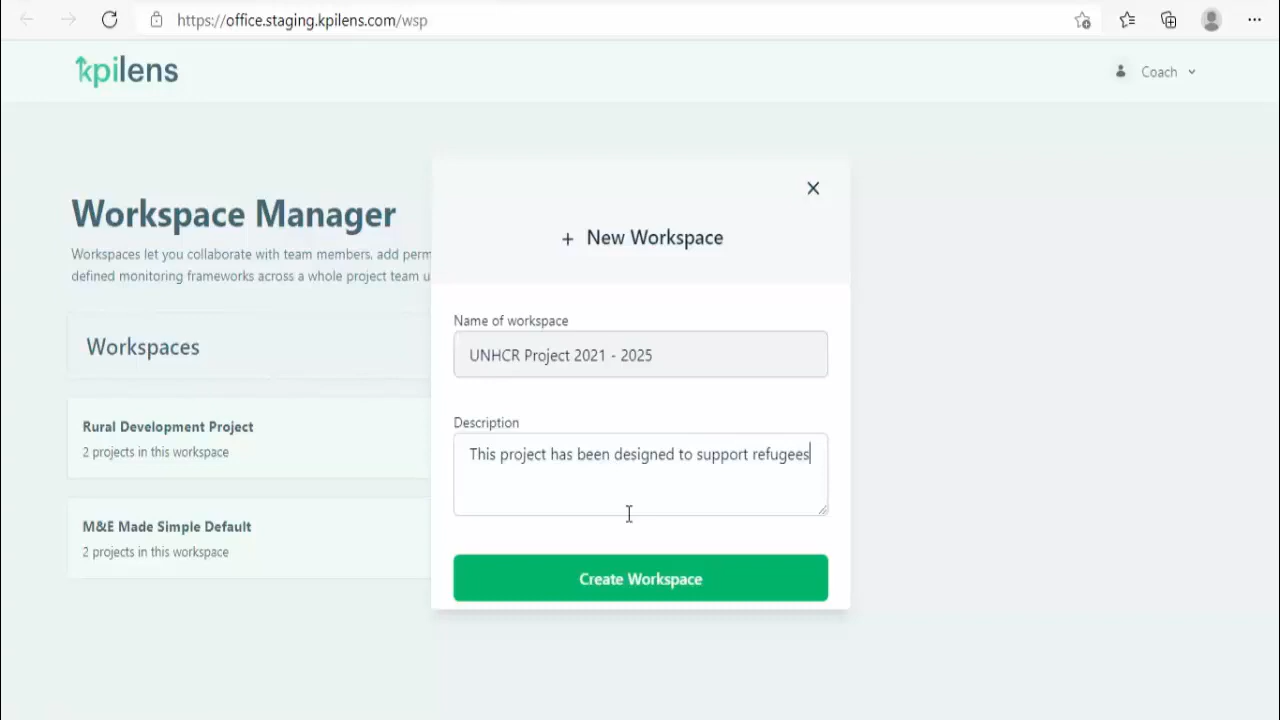 https://office.staging.kpilens.com/wsp
kpilens
Coach
Workspace Manager
Workspaces let you collaborate with team members, add perm
defined monitoring frameworks across a whole project team u
Workspaces
Rural Development Project
2 projects in this workspace
M&E Made Simple Default
2 projects in this workspace
+ New Workspace
Name of workspace
UNHCR Project 2021 - 2025
Description
This project has been designed to support refugees
Create Workspace